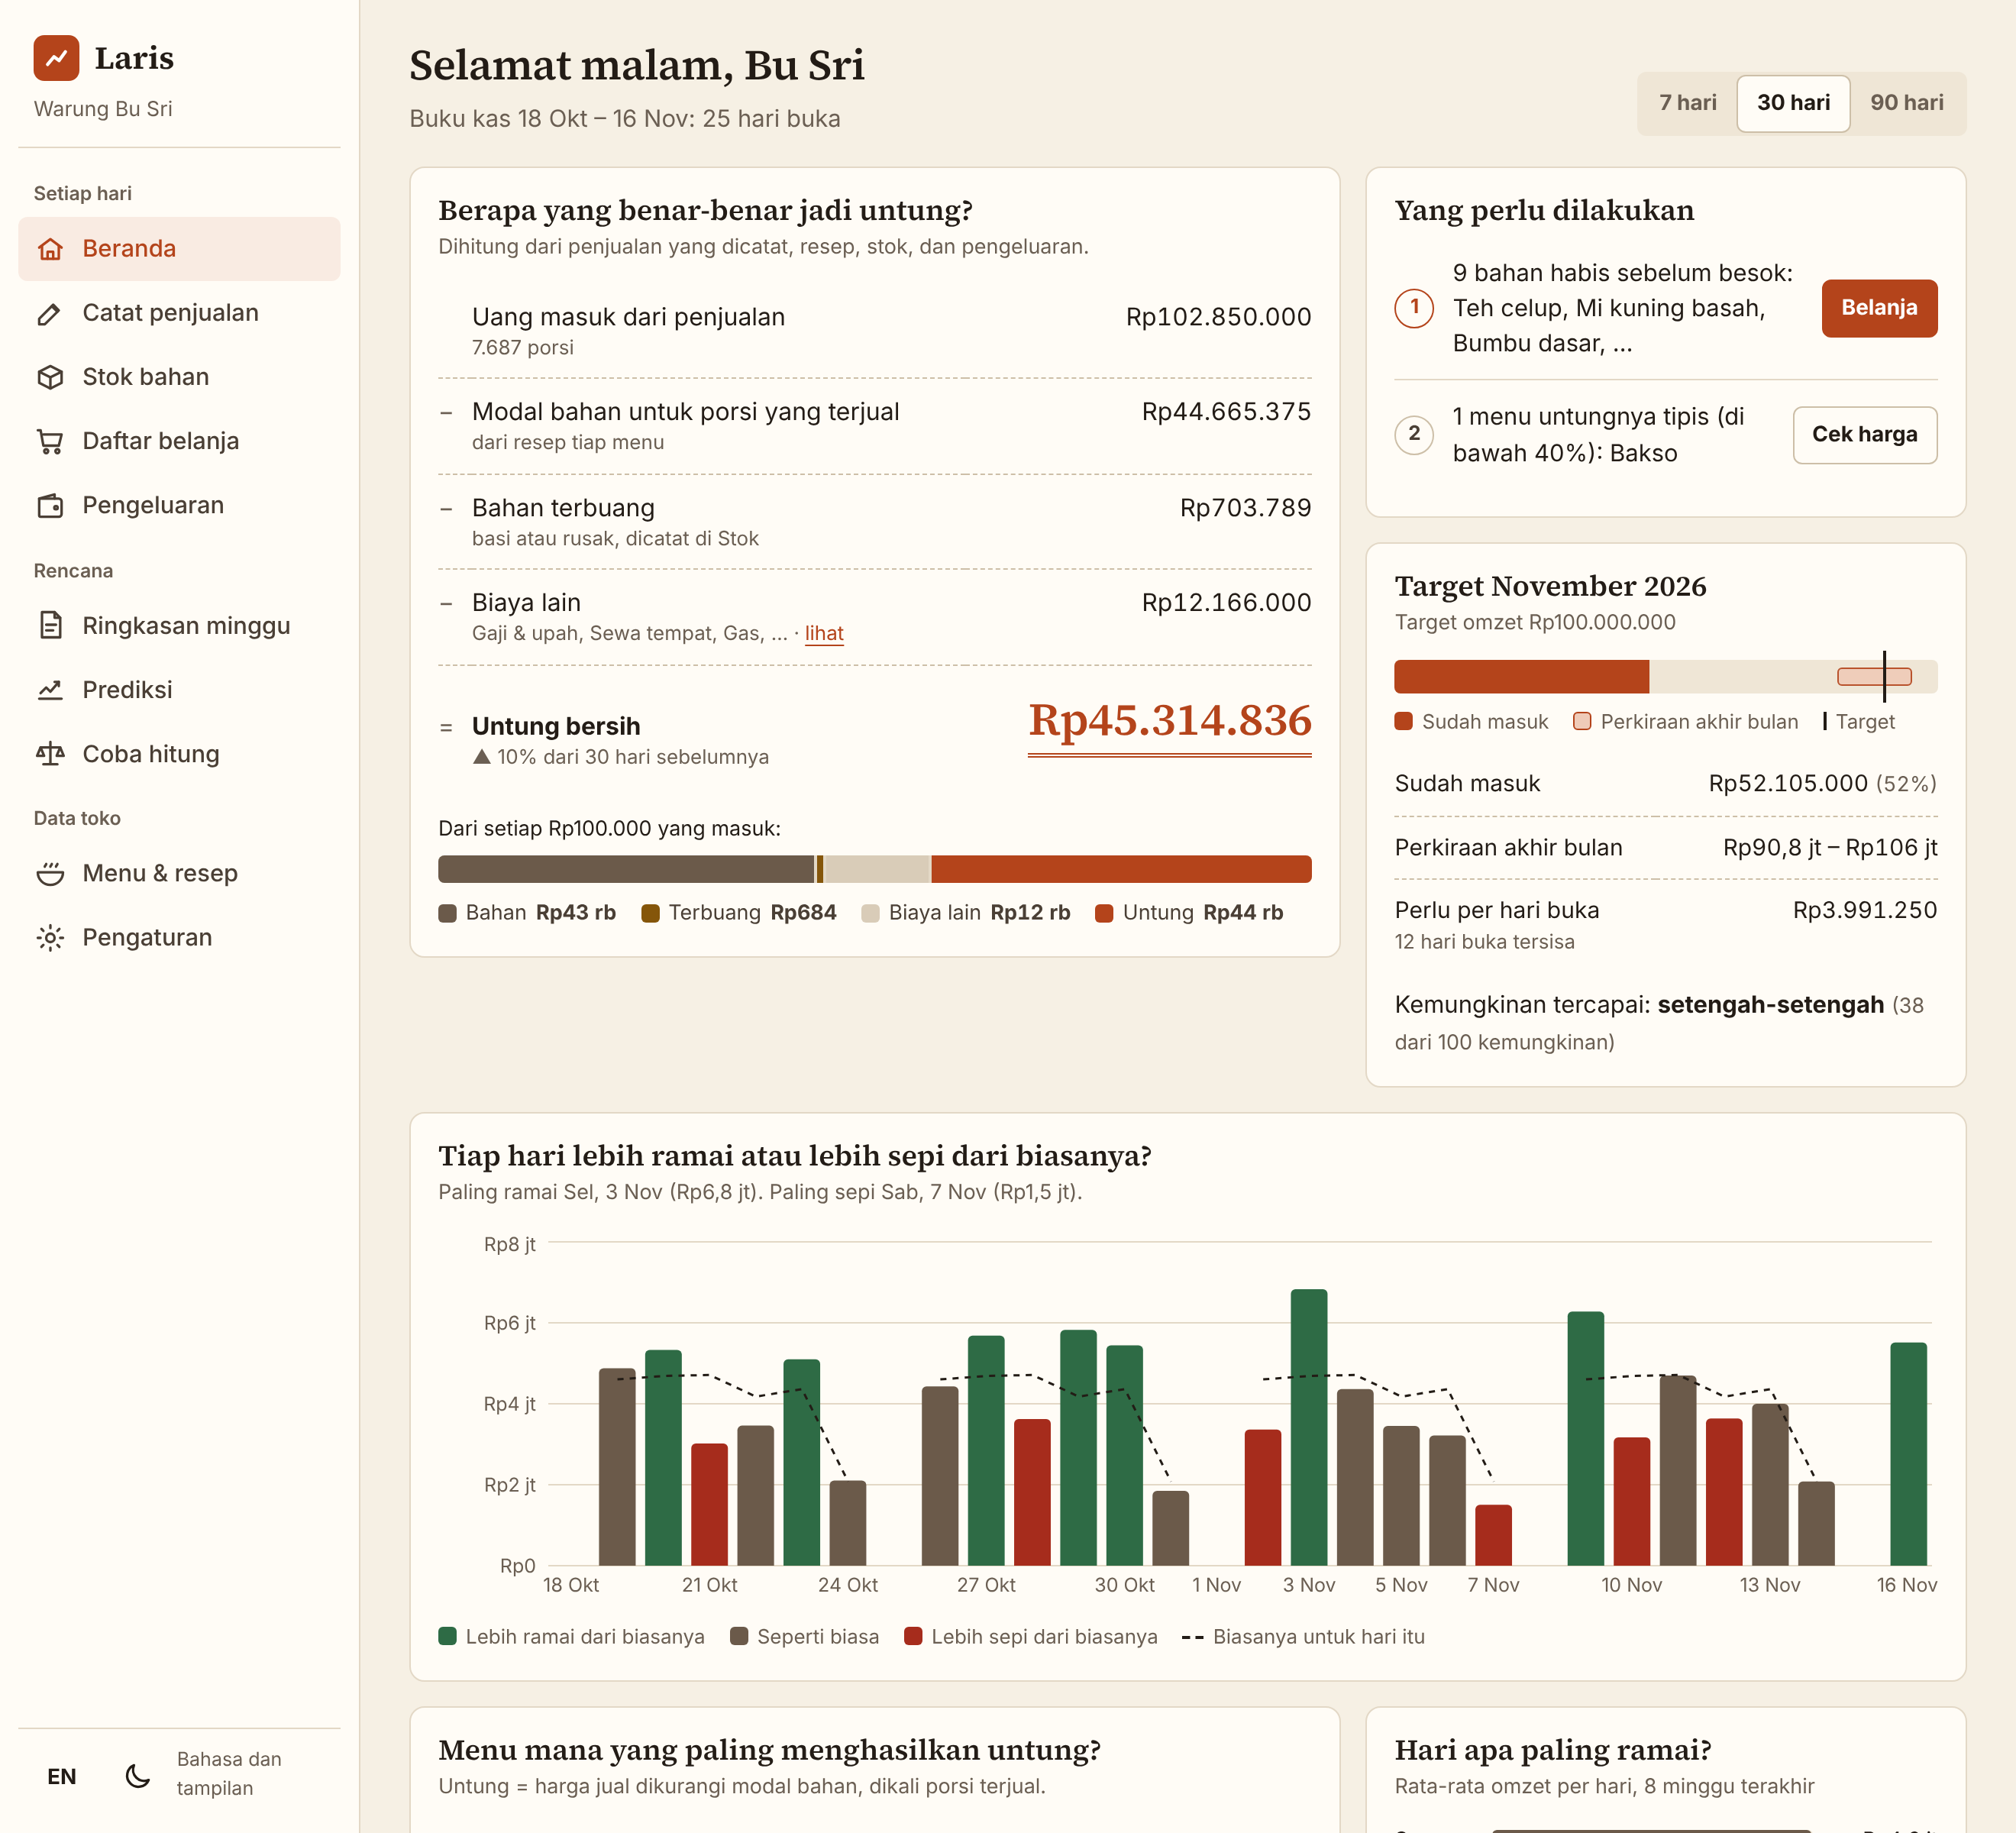 Laris
Warung Bu Sri
Setiap hari
Beranda
Catat penjualan
Stok bahan
Daftar belanja
Pengeluaran
Rencana
Ringkasan minggu
Prediksi
Coba hitung
Data toko
Menu & resep
Pengaturan
EN
Bahasa dan
tampilan
Selamat malam, Bu Sri
Buku kas 18 Okt – 16 Nov: 25 hari buka
7 hari 30 hari 90 hari
Berapa yang benar-benar jadi untung?
Dihitung dari penjualan yang dicatat, resep, stok, dan pengeluaran.
Uang masuk dari penjualan Rp102.850.000
7.687 porsi
– Modal bahan untuk porsi yang terjual Rp44.665.375
dari resep tiap menu
– Bahan terbuang Rp703.789
basi atau rusak, dicatat di Stok
– Biaya lain Rp12.166.000
Gaji & upah, Sewa tempat, Gas, … · lihat
= Untung bersih Rp45.314.836
▲ 10% dari 30 hari sebelumnya
Dari setiap Rp100.000 yang masuk:
Bahan Rp43 rb Terbuang Rp684 Biaya lain Rp12 rb Untung Rp44 rb
Yang perlu dilakukan
1
9 bahan habis sebelum besok:
Teh celup, Mi kuning basah,
Bumbu dasar, …
Belanja
2
1 menu untungnya tipis (di
bawah 40%): Bakso
Cek harga
Target November 2026
Target omzet Rp100.000.000
Sudah masuk Perkiraan akhir bulan Target
Sudah masuk Rp52.105.000 (52%)
Perkiraan akhir bulan Rp90,8 jt – Rp106 jt
Perlu per hari buka Rp3.991.250
12 hari buka tersisa
Kemungkinan tercapai: setengah-setengah (38
dari 100 kemungkinan)
Tiap hari lebih ramai atau lebih sepi dari biasanya?
Paling ramai Sel, 3 Nov (Rp6,8 jt). Paling sepi Sab, 7 Nov (Rp1,5 jt).
Rp8 jt
Rp6 jt
Rp4 jt
Rp2 jt
Rp0
18 Okt 21 Okt 24 Okt 27 Okt 30 Okt 1 Nov 3 Nov 5 Nov 7 Nov 10 Nov 13 Nov 16 Nov
Lebih ramai dari biasanya Seperti biasa Lebih sepi dari biasanya Biasanya untuk hari itu
Menu mana yang paling menghasilkan untung?
Untung = harga jual dikurangi modal bahan, dikali porsi terjual.
Hari apa paling ramai?
Rata-rata omzet per hari, 8 minggu terakhir